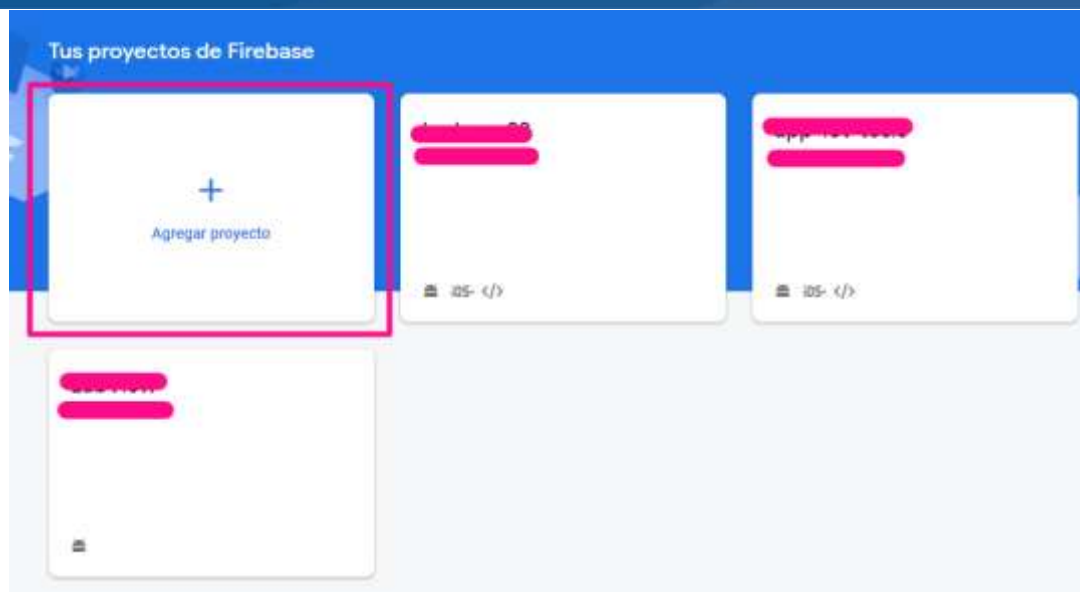 Tus proyectos de Firebase
+
Agregar proyecto
iOS </>
iOS </>